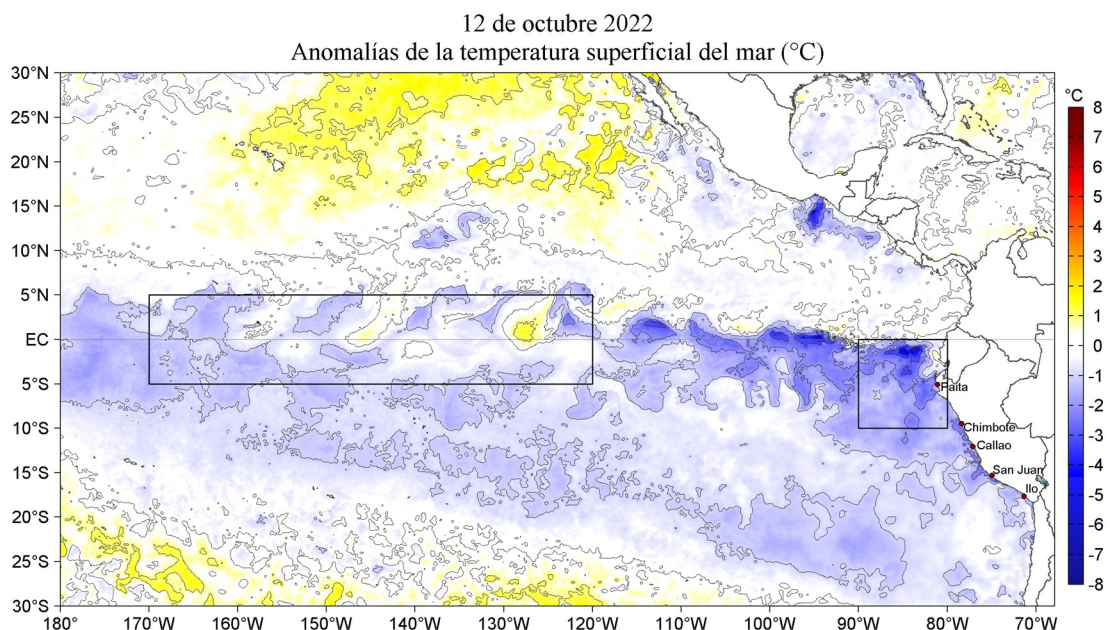 12 de octubre 2022
Anomalías de la temperatura superficial del mar (°C)
30°N
25°N
20°N
15°N
10°N
5°N
EC
5°S
10°S
15°S
20°S
25°S
30°S
180
170°W
160°W
150°W
140°W
130°W
120°W
110°W
100°W
90°W
80°W
70°W
Paita
Chimbote
Callao
San Juan
Ilo
°C
8
7
6
5
4
3
2
1
0
-1
-2
-3
-4
-5
-6
-7
-8